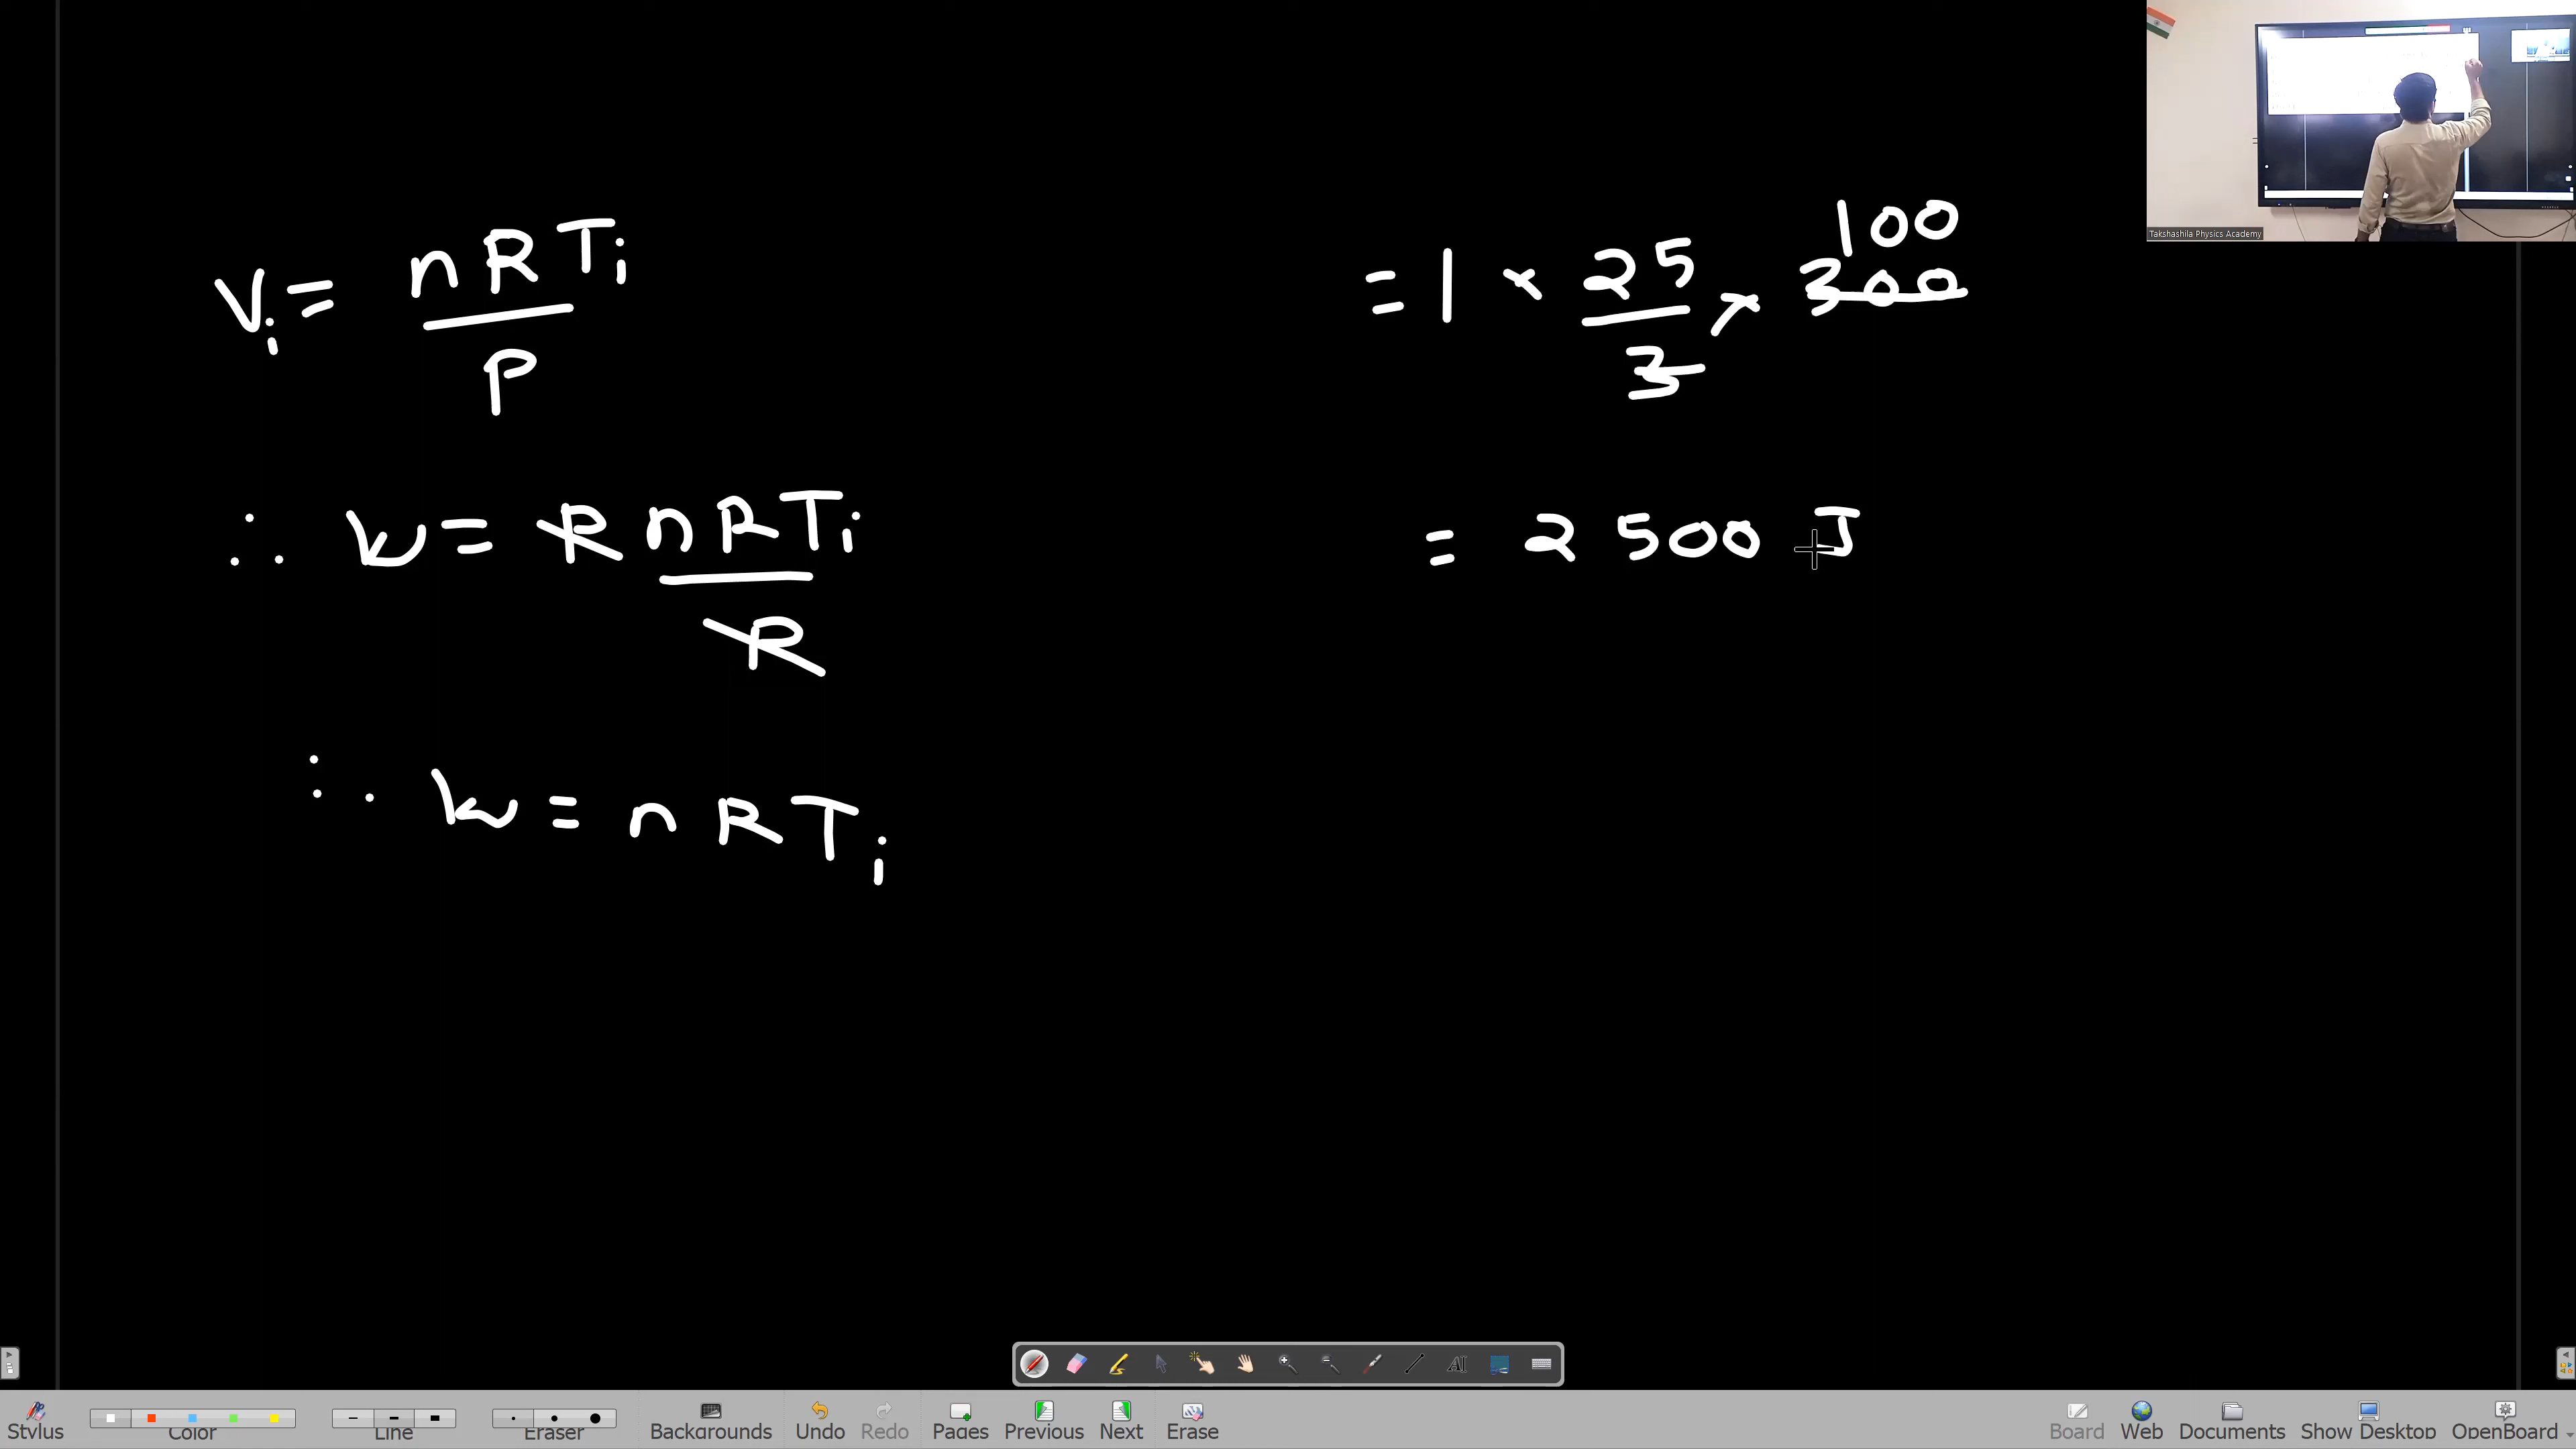 Takshashila Physics Academy
Vi = nRTi / P
∴ W = P nRTi / P
∴ W = nRTi
= 1 × 25/3 × 300 100
= 2500 J
Stylus Color Line Eraser Backgrounds Undo Redo Pages Previous Next Erase Board Web Documents Show Desktop OpenBoard